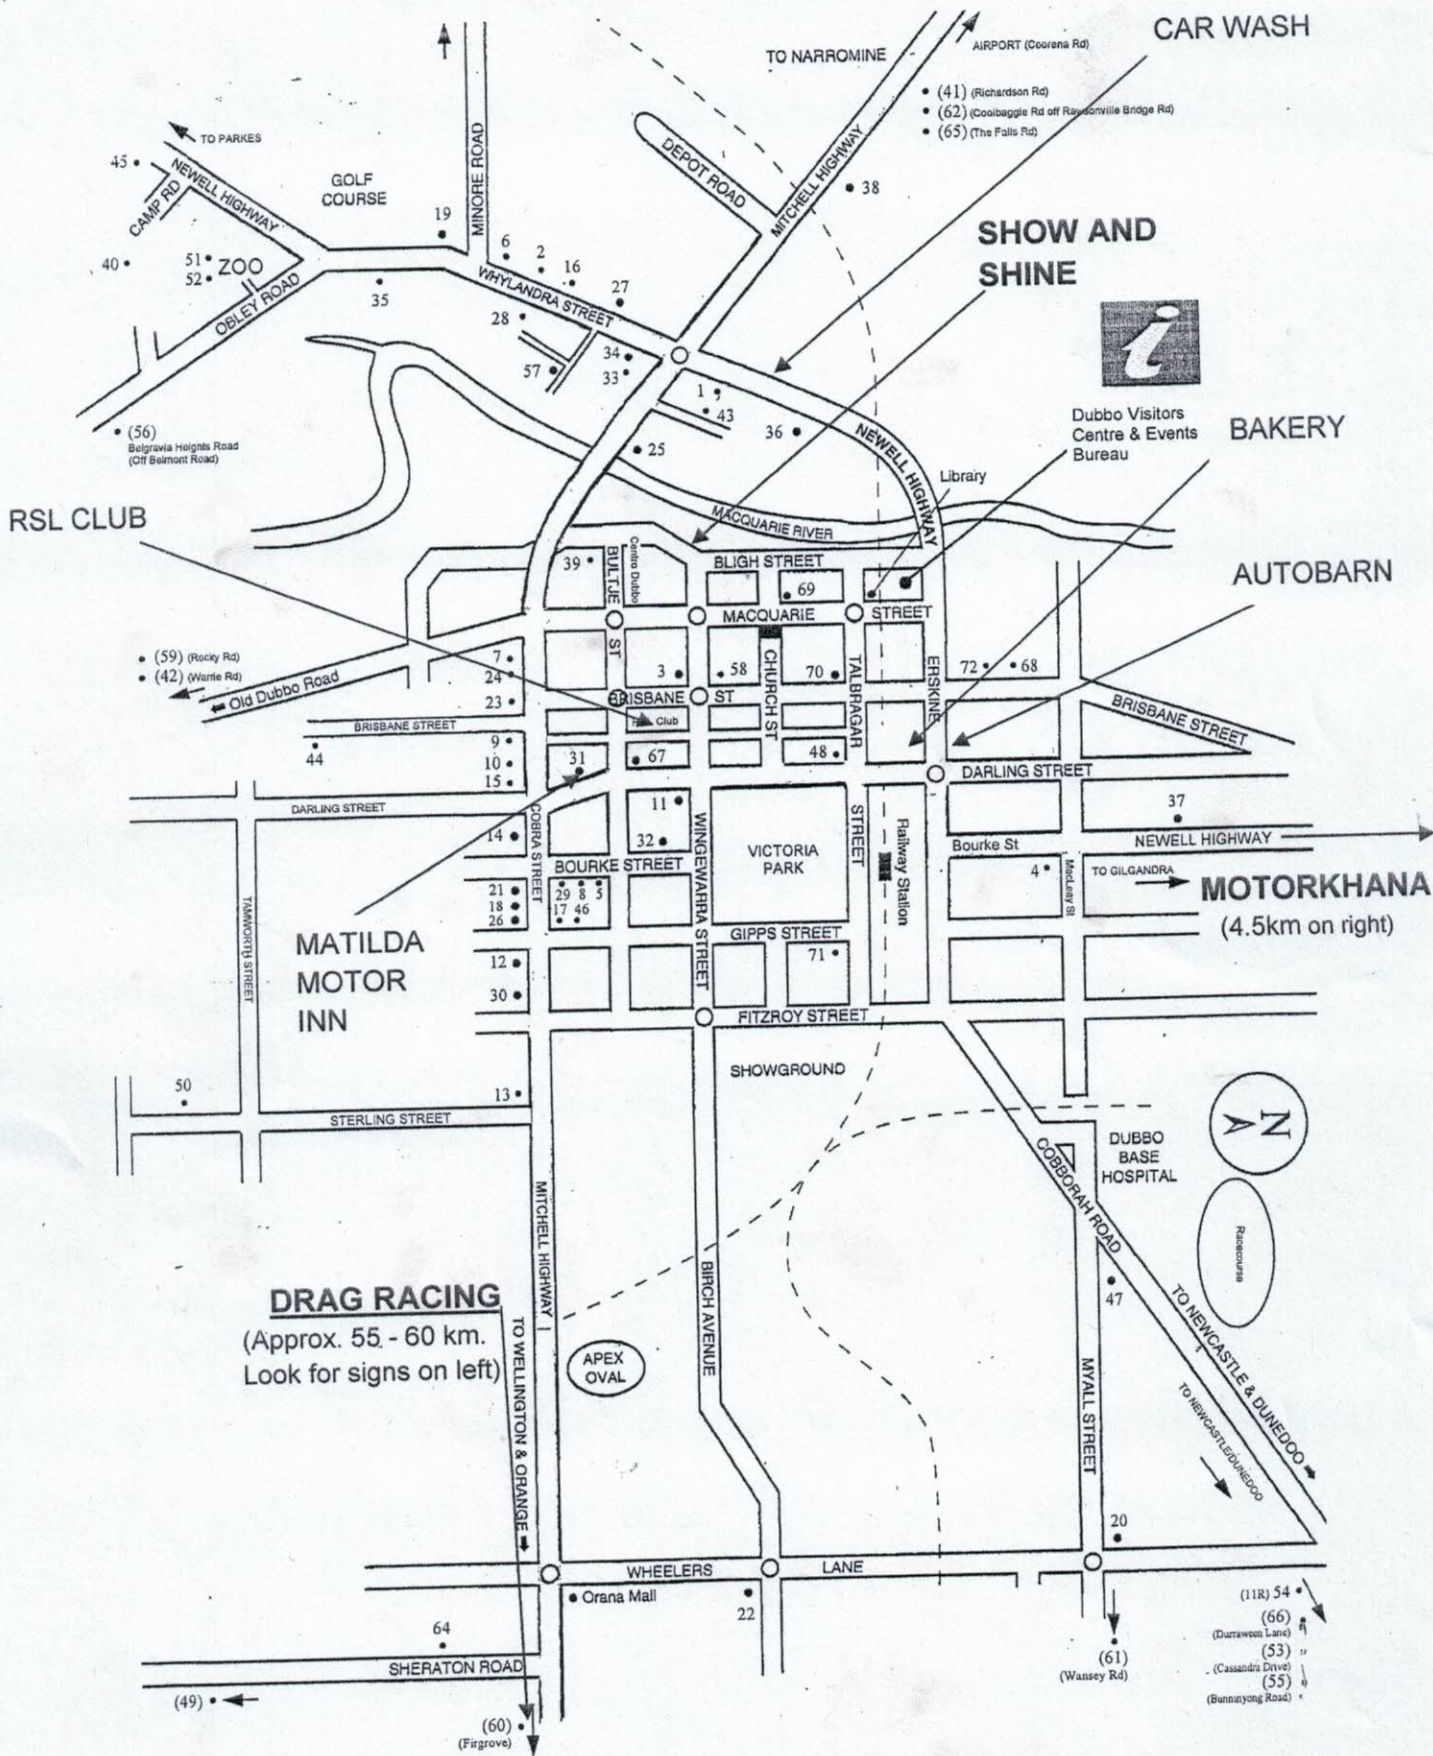 CAR WASH
TO NARROMINE
AIRPORT (Coorena Rd)
(41) (Richardson Rd)
(62) (Coolbaggie Rd off Rawsonville Bridge Rd)
(65) (The Falls Rd)
TO PARKES
45
NEWELL HIGHWAY
CAMP RD
GOLF
COURSE
MINORE ROAD
DEPOT ROAD
MITCHELL HIGHWAY
38
19
6
2
16
27
SHOW AND
SHINE
40
51
52
ZOO
OBLEY ROAD
35
WHYLANDRA STREET
28
34
33
57
1
43
36
25
NEWELL HIGHWAY
Dubbo Visitors
Centre & Events
Bureau
BAKERY
(56)
Belgravia Heights Road
(Off Belmont Road)
Library
RSL CLUB
MACQUARIE RIVER
39
BULTJE
ST
Centro Dubbo
BLIGH STREET
69
AUTOBARN
MACQUARIE
STREET
(59) (Rocky Rd)
(42) (Warrie Rd)
Old Dubbo Road
7
24
23
3
58
CHURCH ST
70
TALBRAGAR
STREET
ERSKINE
72
68
BRISBANE
ST
BRISBANE STREET
BRISBANE STREET
Club
44
9
10
15
31
67
48
DARLING STREET
DARLING STREET
37
14
COBRA STREET
11
32
WINGEWARRA STREET
VICTORIA
PARK
Railway Station
Bourke St
NEWELL HIGHWAY
BOURKE STREET
4
MacLeay St
TO GILGANDRA
MOTORKHANA
(4.5km on right)
21
18
26
29 8 5
17 46
TAMWORTH STREET
MATILDA
MOTOR
INN
GIPPS STREET
71
12
30
FITZROY STREET
SHOWGROUND
50
13
STERLING STREET
N
DUBBO
BASE
HOSPITAL
COBBORAH ROAD
Racecourse
MITCHELL HIGHWAY
BIRCH AVENUE
47
DRAG RACING
(Approx. 55 - 60 km.
Look for signs on left)
TO WELLINGTON & ORANGE
APEX
OVAL
MYALL STREET
TO NEWCASTLE & DUNEDOO
TO NEWCASTLE/DUNEDOO
20
WHEELERS
LANE
Orana Mall
22
(11R) 54
(66)
(Durraween Lane)
(53)
(Cassandra Drive)
(55)
(Bunninyong Road)
64
SHERATON ROAD
(61)
(Wansey Rd)
(49)
(60)
(Firgrove)